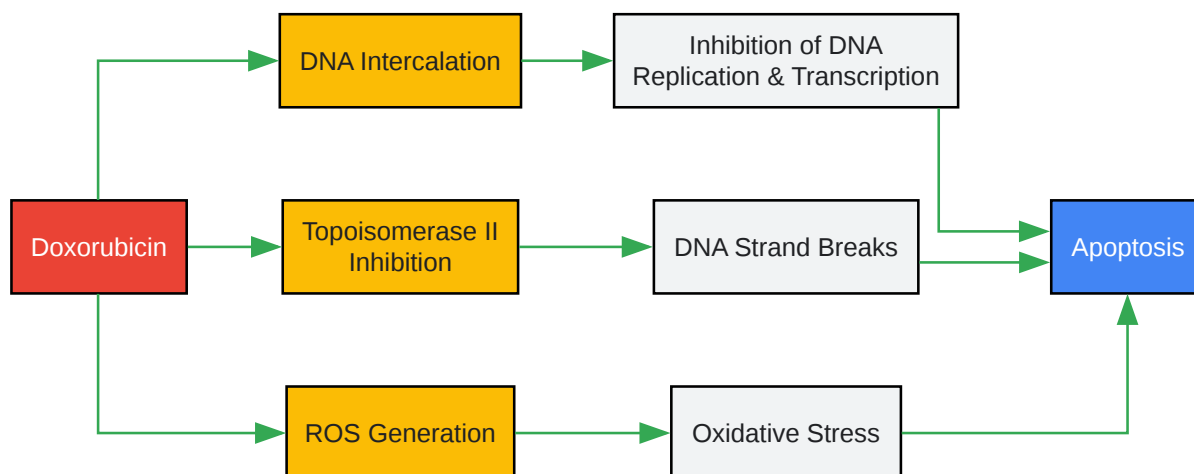 DNA Intercalation
Inhibition of DNA
Replication & Transcription
Doxorubicin
Topoisomerase II
Inhibition
DNA Strand Breaks
Apoptosis
ROS Generation
Oxidative Stress